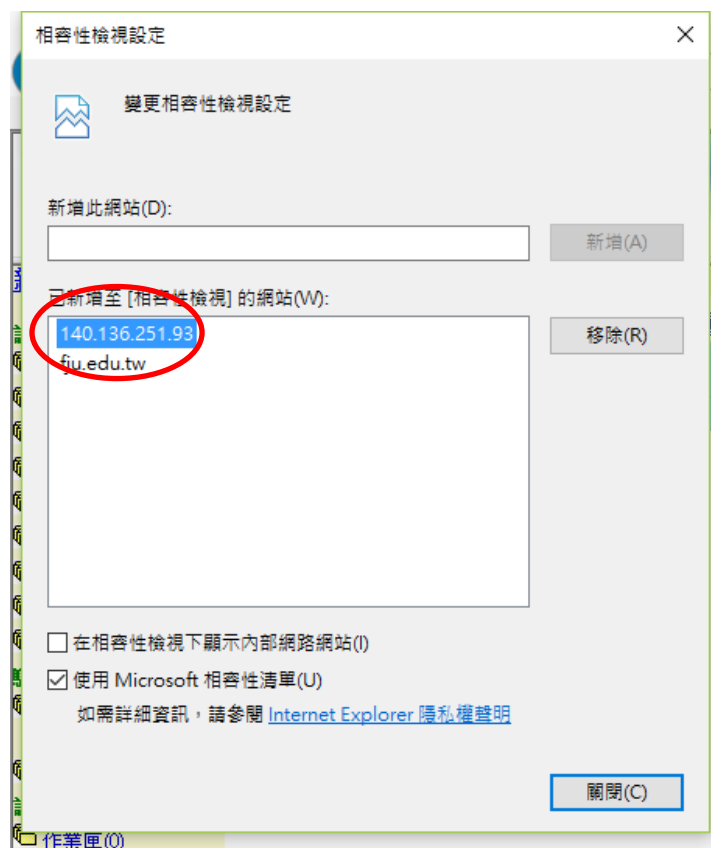 相容性檢視設定
變更相容性檢視設定
新增此網站(D):
新增(A)
已新增至 [相容性檢視] 的網站(W):
140.136.251.93
移除(R)
fju.edu.tw
在相容性檢視下顯示內部網路網站(I)
使用 Microsoft 相容性清單(U)
如需詳細資訊，請參閱 Internet Explorer 隱私權聲明
關閉(C)
作業匣(0)